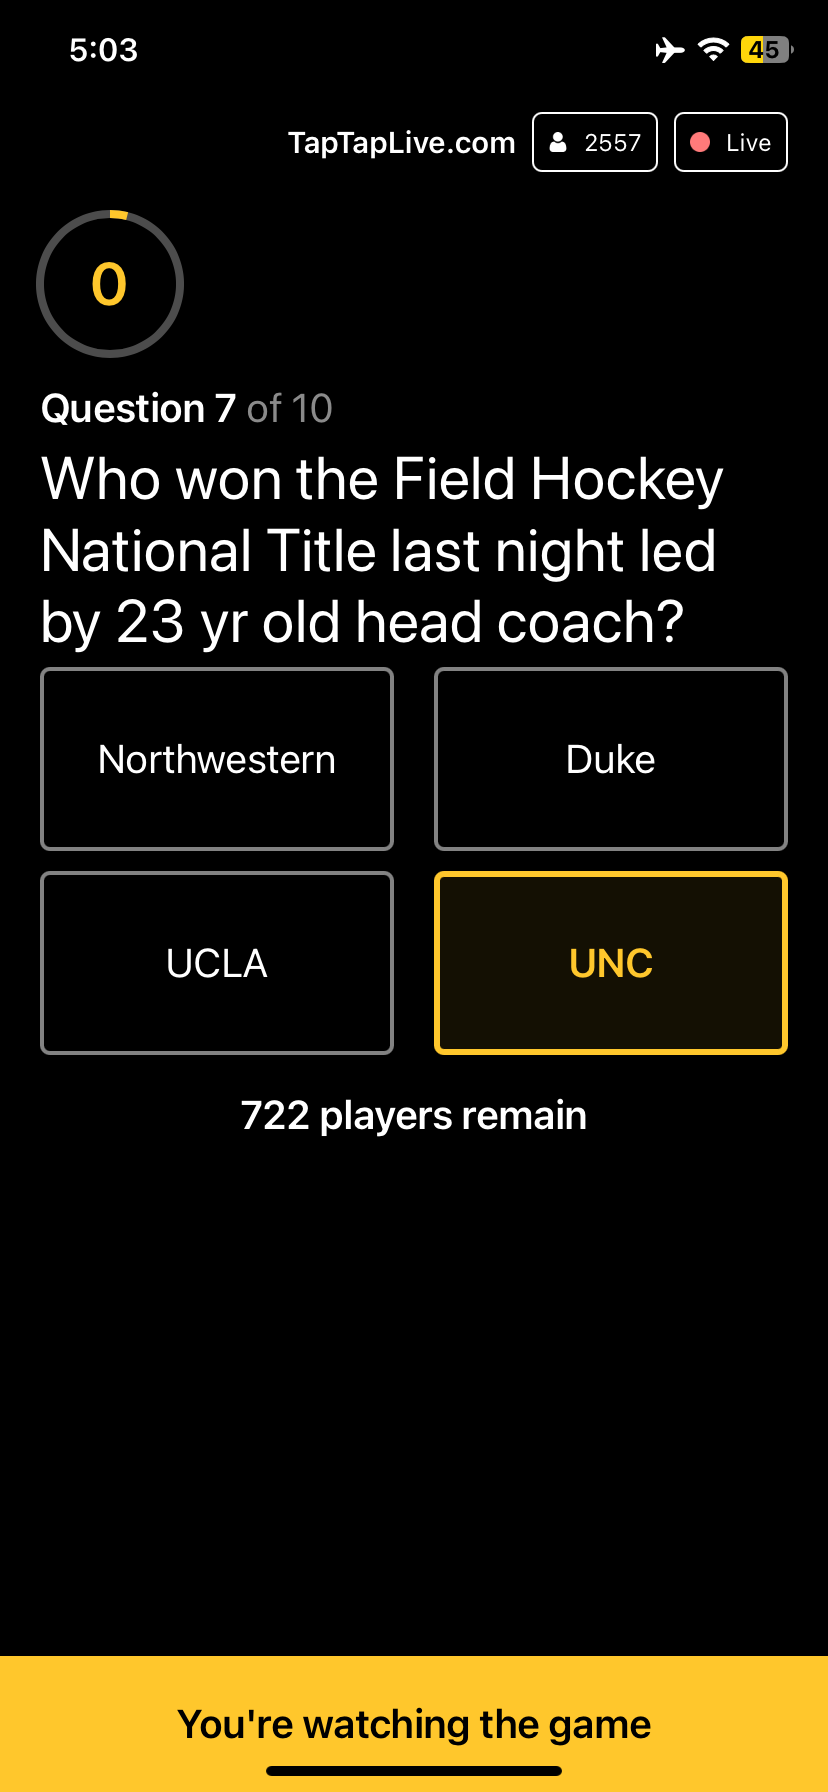 5:03
45
TapTapLive.com
2557
Live
0
Question 7 of 10
Who won the Field Hockey
National Title last night led
by 23 yr old head coach?
Northwestern
Duke
UCLA
UNC
722 players remain
You're watching the game